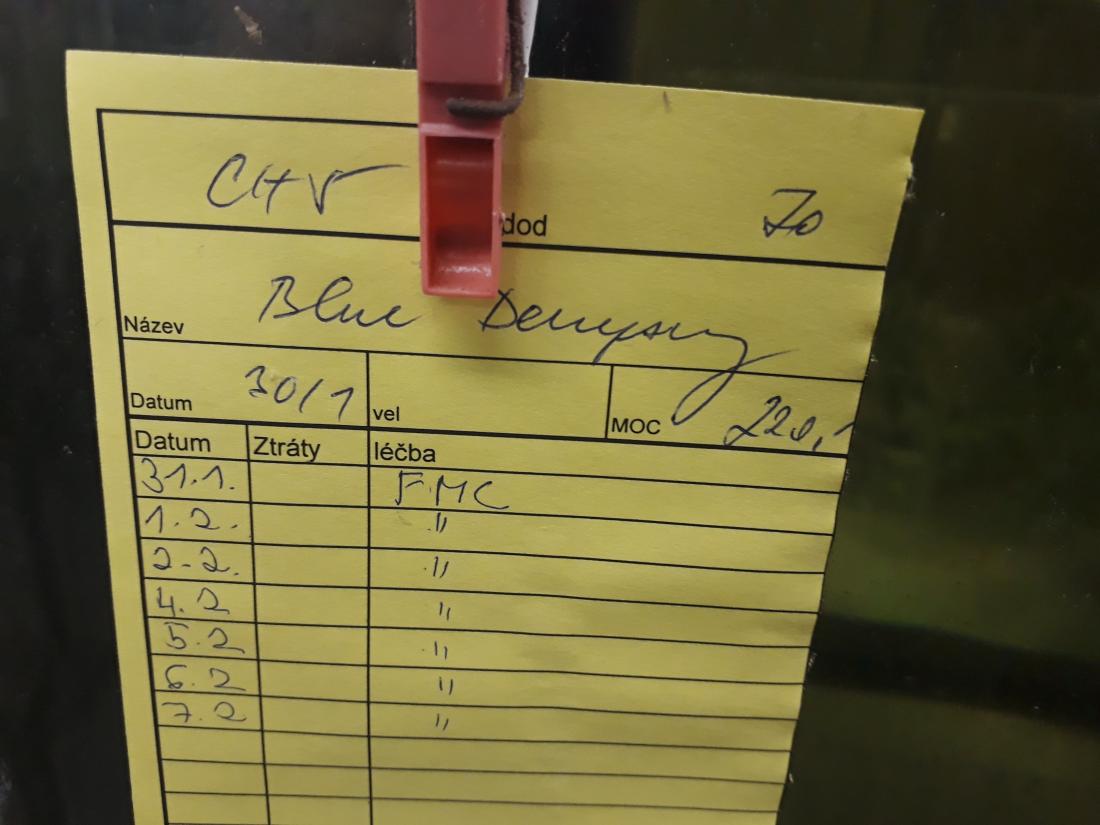 CHV dod 70
Název Blue Dempsey
Datum 30/1 vel MOC 220,-
Datum Ztráty léčba
31.1. FMC
1.2. "
2.2. "
4.2 "
5.2 "
6.2 "
7.2 "